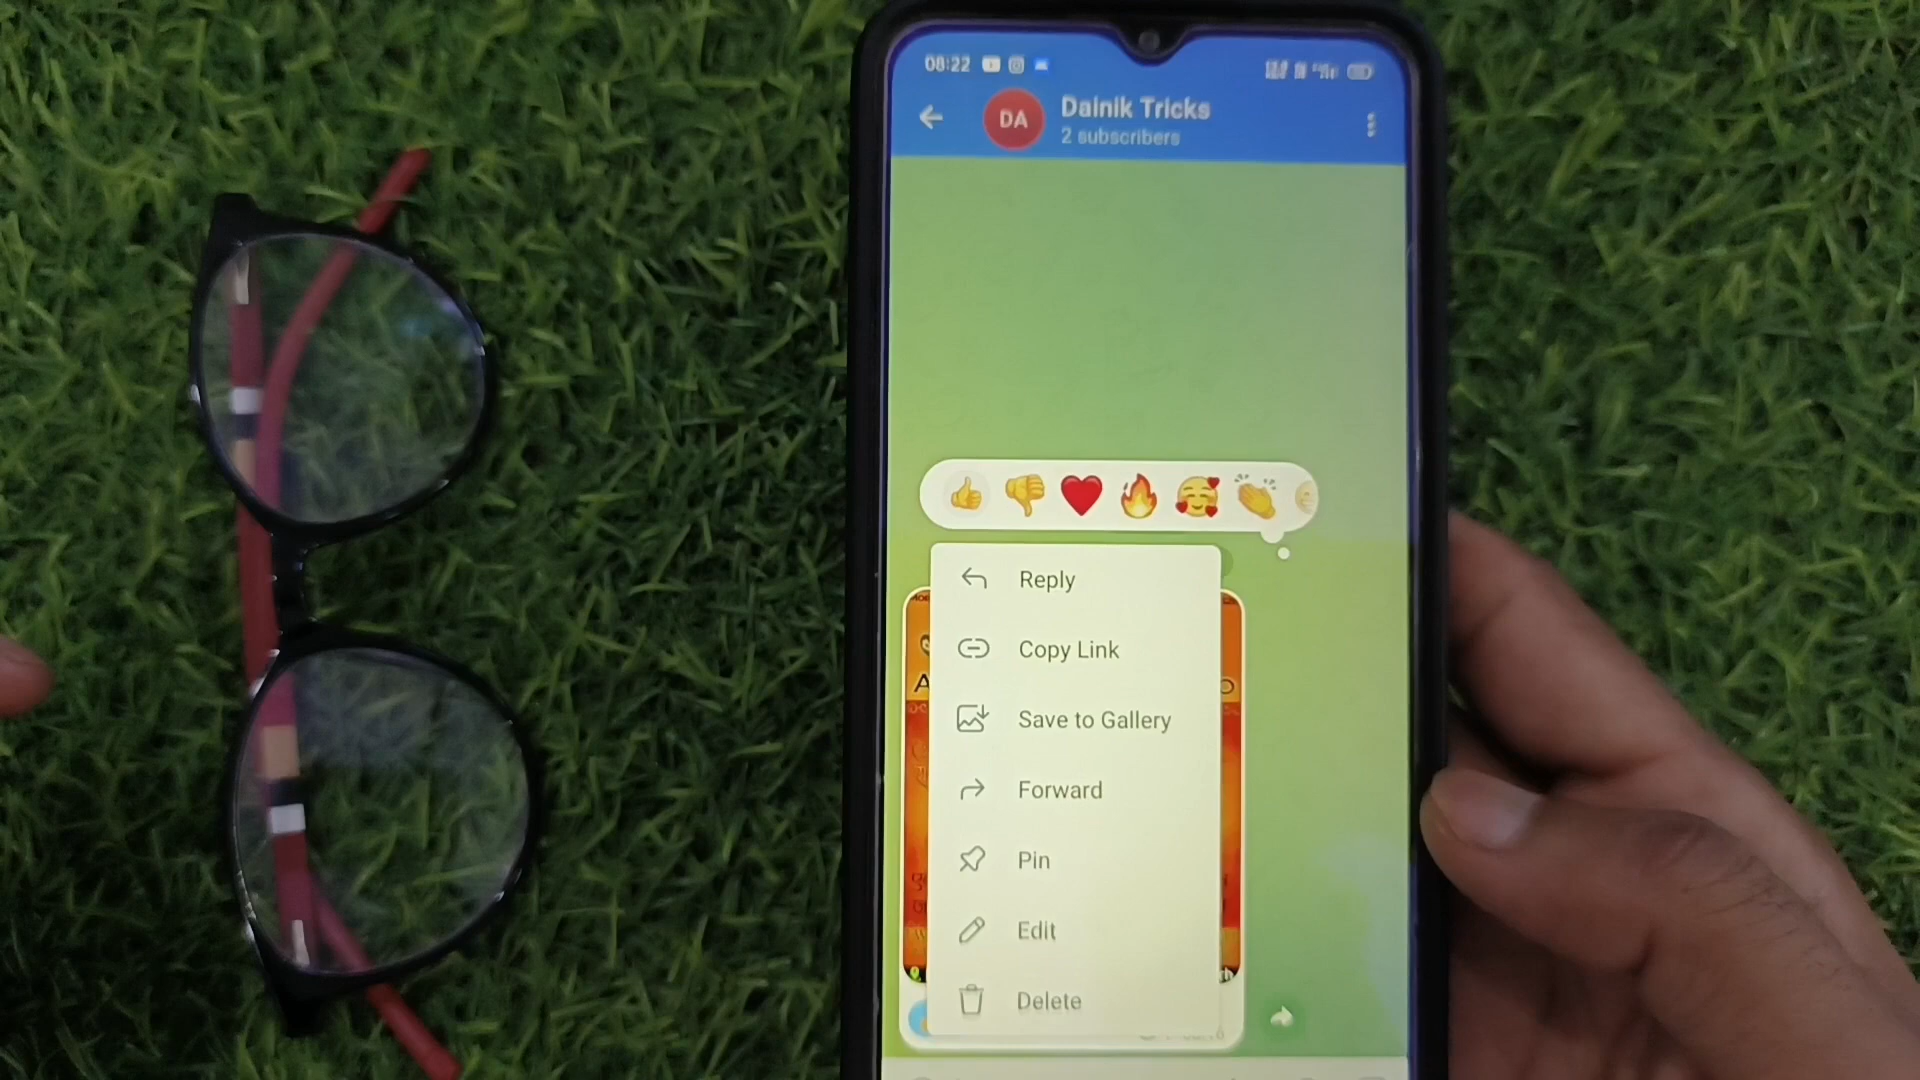 08:22
DA
Dainik Tricks
2 subscribers
Reply
Copy Link
Save to Gallery
Forward
Pin
Edit
Delete